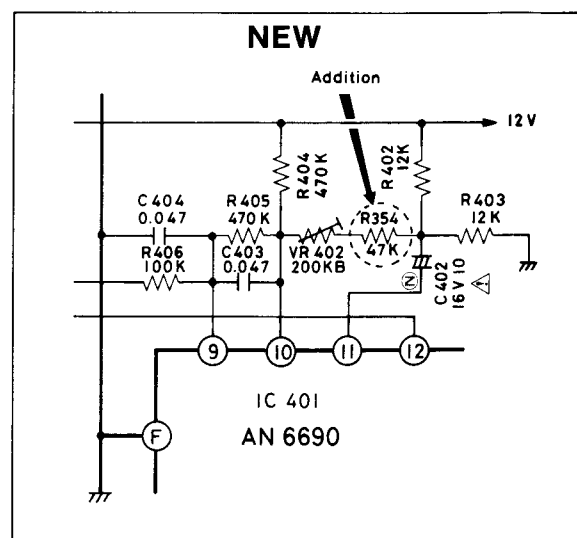 NEW
Addition
12V
R404
470K
R402
12K
C404
0.047
R405
470K
R354
47K
R403
12K
R406
100K
C403
0.047
VR402
200KB
N
C402
16V10
9
10
11
12
IC 401
AN 6690
F